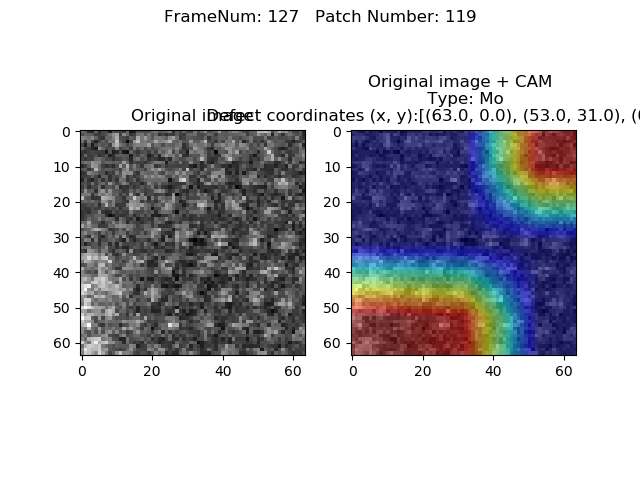 FrameNum: 127   Patch Number: 119
Original image + CAM
Type: Mo
Original image
Defect coordinates (x, y):[(63.0, 0.0), (53.0, 31.0), (
0
10
20
30
40
50
60
0 20 40 60
0
10
20
30
40
50
60
0 20 40 60